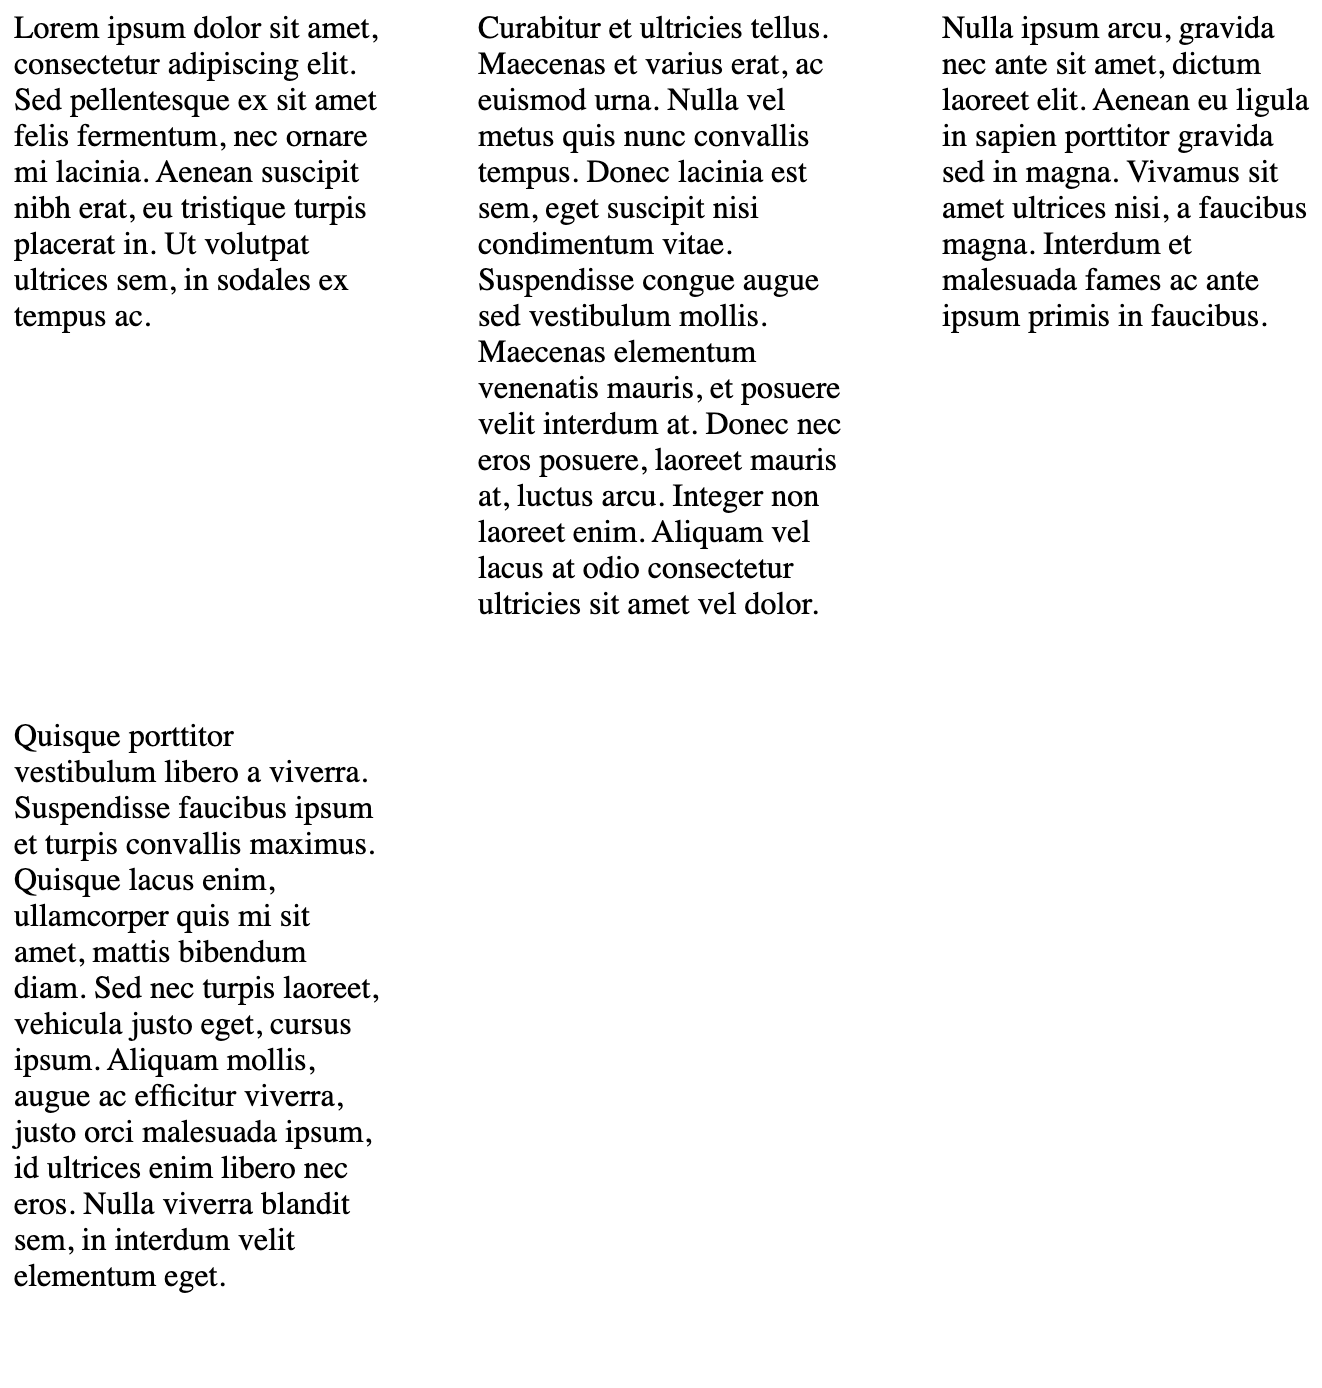 Lorem ipsum dolor sit amet,
consectetur adipiscing elit.
Sed pellentesque ex sit amet
felis fermentum, nec ornare
mi lacinia. Aenean suscipit
nibh erat, eu tristique turpis
placerat in. Ut volutpat
ultrices sem, in sodales ex
tempus ac.
Curabitur et ultricies tellus.
Maecenas et varius erat, ac
euismod urna. Nulla vel
metus quis nunc convallis
tempus. Donec lacinia est
sem, eget suscipit nisi
condimentum vitae.
Suspendisse congue augue
sed vestibulum mollis.
Maecenas elementum
venenatis mauris, et posuere
velit interdum at. Donec nec
eros posuere, laoreet mauris
at, luctus arcu. Integer non
laoreet enim. Aliquam vel
lacus at odio consectetur
ultricies sit amet vel dolor.
Nulla ipsum arcu, gravida
nec ante sit amet, dictum
laoreet elit. Aenean eu ligula
in sapien porttitor gravida
sed in magna. Vivamus sit
amet ultrices nisi, a faucibus
magna. Interdum et
malesuada fames ac ante
ipsum primis in faucibus.
Quisque porttitor
vestibulum libero a viverra.
Suspendisse faucibus ipsum
et turpis convallis maximus.
Quisque lacus enim,
ullamcorper quis mi sit
amet, mattis bibendum
diam. Sed nec turpis laoreet,
vehicula justo eget, cursus
ipsum. Aliquam mollis,
augue ac efficitur viverra,
justo orci malesuada ipsum,
id ultrices enim libero nec
eros. Nulla viverra blandit
sem, in interdum velit
elementum eget.